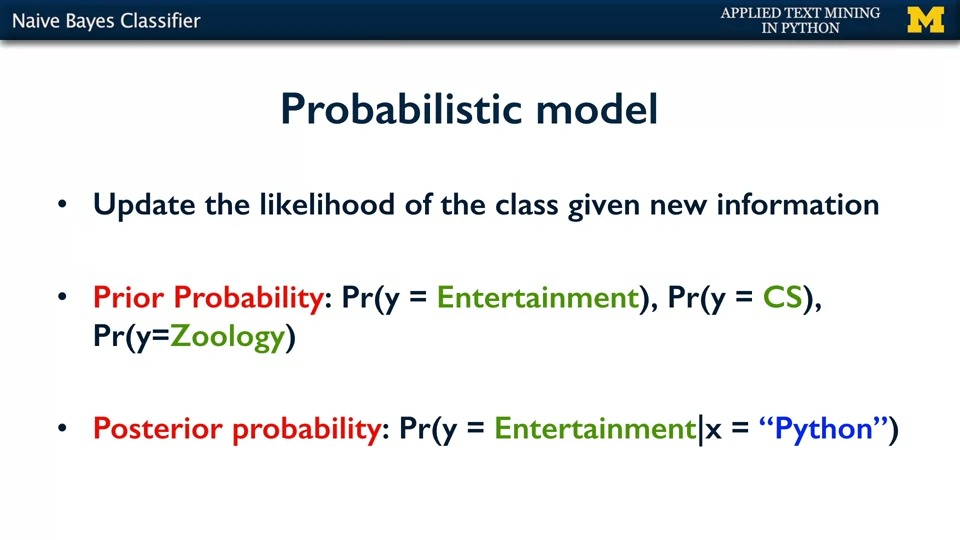 Naive Bayes Classifier
APPLIED TEXT MINING
IN PYTHON
M
Probabilistic model
• Update the likelihood of the class given new information
• Prior Probability: Pr(y = Entertainment), Pr(y = CS),
Pr(y=Zoology)
• Posterior probability: Pr(y = Entertainment|x = “Python”)